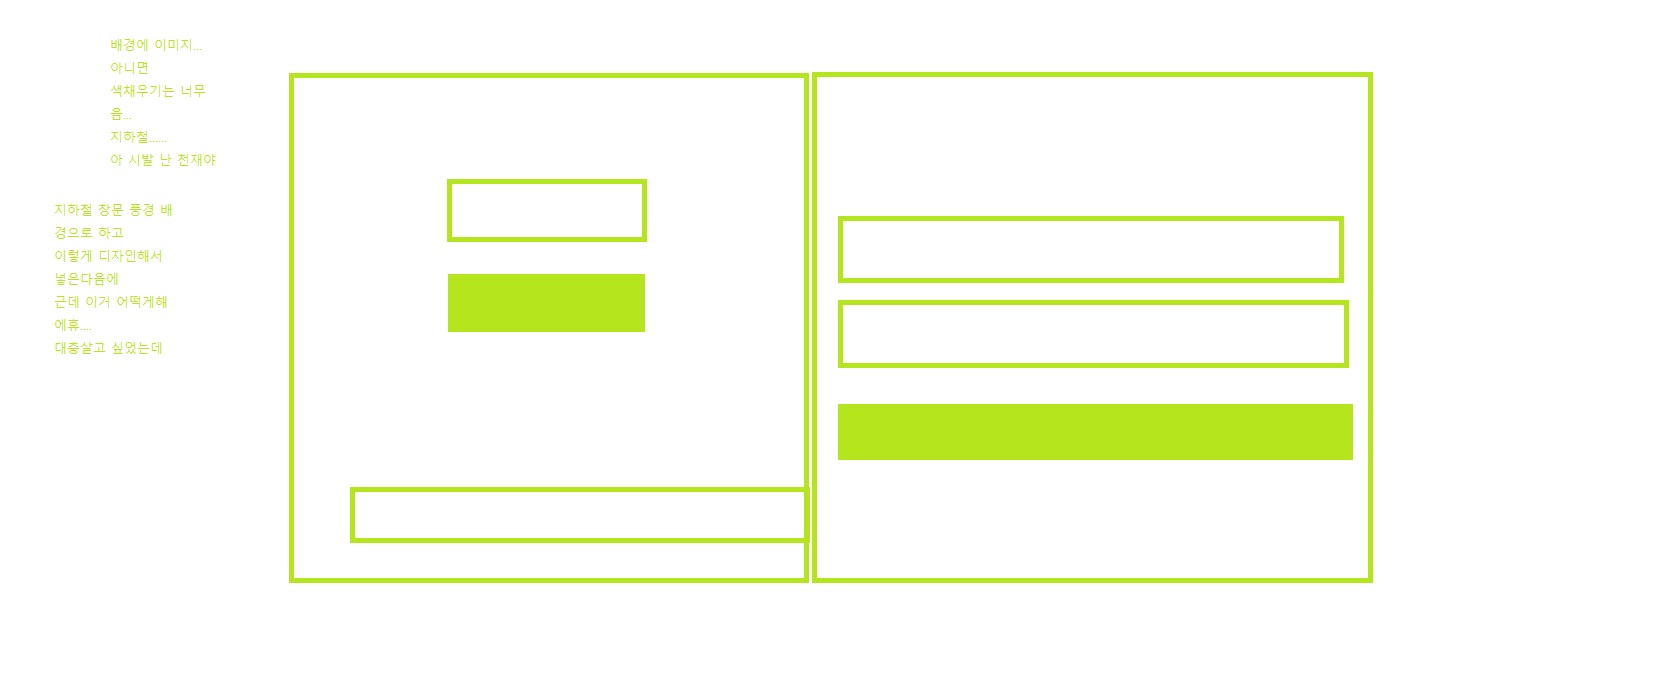 배경에 이미지...
아니면
색채우기는 너무
음...
지하철......
아 시발 난 천재야
지하철 창문 풍경 배
경으로 하고
이렇게 디자인해서
넣은다음에
근데 이거 어떡게해
에휴....
대충살고 싶었는데